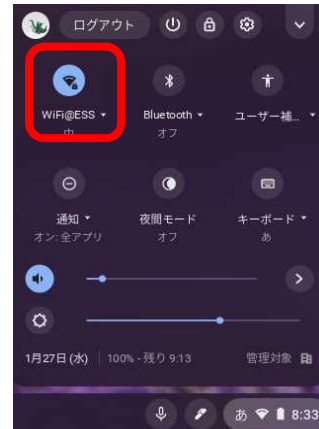 ログアウト
WiFi@ESS
中
Bluetooth
オフ
ユーザー補...
通知
オン: 全アプリ
夜間モード
オフ
キーボード
あ
1月27日 (水) 100% - 残り 9:13 管理対象
あ 8:33